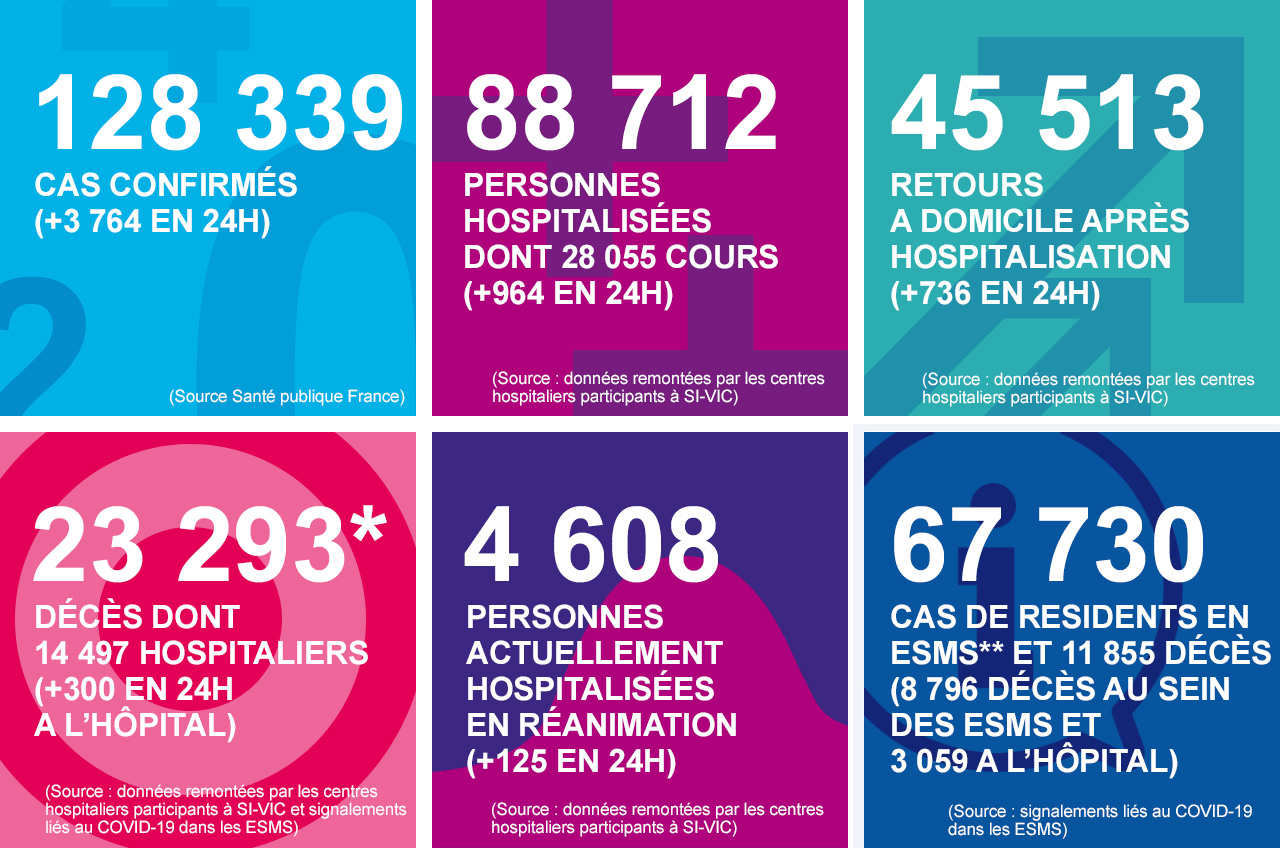 128 339
CAS CONFIRMÉS
(+3 764 EN 24H)
(Source Santé publique France)
88 712
PERSONNES
HOSPITALISÉES
DONT 28 055 COURS
(+964 EN 24H)
(Source : données remontées par les centres
hospitaliers participants à SI-VIC)
45 513
RETOURS
A DOMICILE APRÈS
HOSPITALISATION
(+736 EN 24H)
(Source : données remontées par les centres
hospitaliers participants à SI-VIC)
23 293*
DÉCÈS DONT
14 497 HOSPITALIERS
(+300 EN 24H
A L’HÔPITAL)
(Source : données remontées par les centres
hospitaliers participants à SI-VIC et signalements
liés au COVID-19 dans les ESMS)
4 608
PERSONNES
ACTUELLEMENT
HOSPITALISÉES
EN RÉANIMATION
(+125 EN 24H)
(Source : données remontées par les centres
hospitaliers participants à SI-VIC)
67 730
CAS DE RESIDENTS EN
ESMS** ET 11 855 DÉCÈS
(8 796 DÉCÈS AU SEIN
DES ESMS ET
3 059 A L’HÔPITAL)
(Source : signalements liés au COVID-19
dans les ESMS)